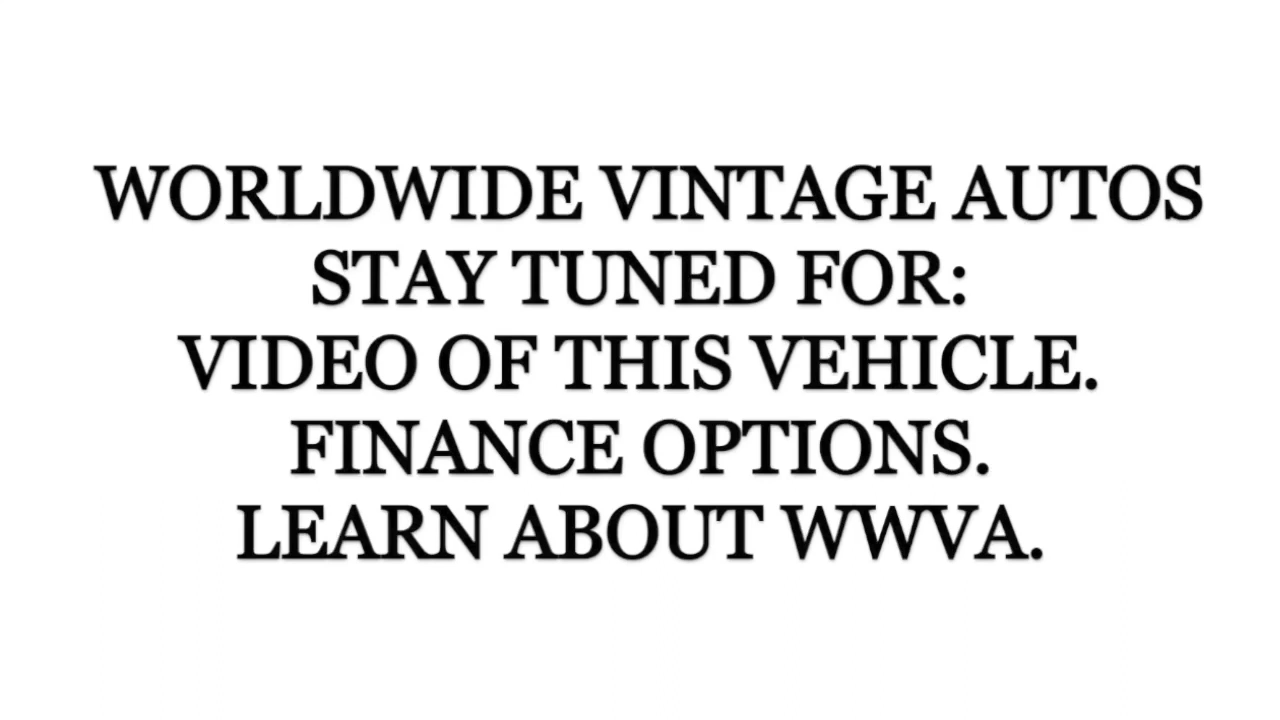 WORLDWIDE VINTAGE AUTOS
STAY TUNED FOR:
VIDEO OF THIS VEHICLE.
FINANCE OPTIONS.
LEARN ABOUT WWVA.